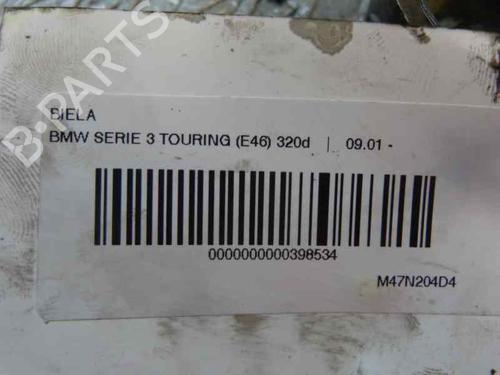 BIELA
BMW SERIE 3 TOURING (E46) 320d | 09.01 -
0000000000398534
M47N204D4
B-PARTS